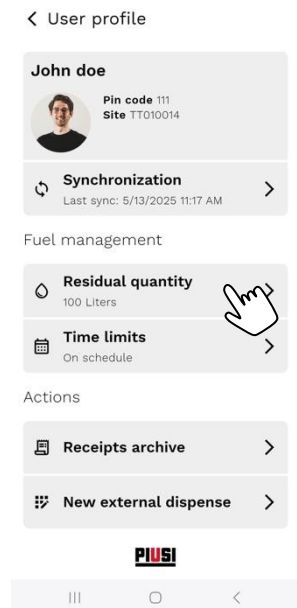 User profile
John doe
Pin code 111
Site TT010014
Synchronization
Last sync: 5/13/2025 11:17 AM
Fuel management
Residual quantity
100 Liters
Time limits
On schedule
Actions
Receipts archive
New external dispense
PIUSI